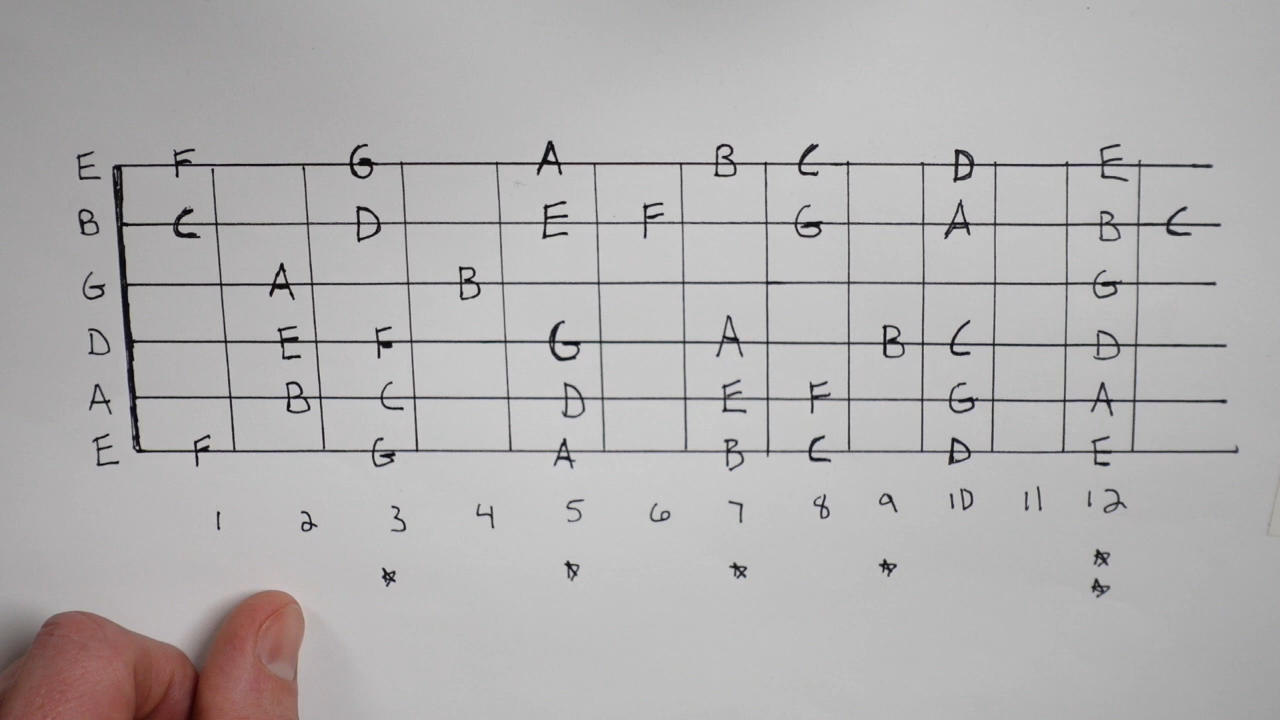 E F G A B C D E
B C D E F G A B C
G A B G
D E F G A B C D
A B C D E F G A
E F G A B C D E
1 2 3 4 5 6 7 8 9 10 11 12